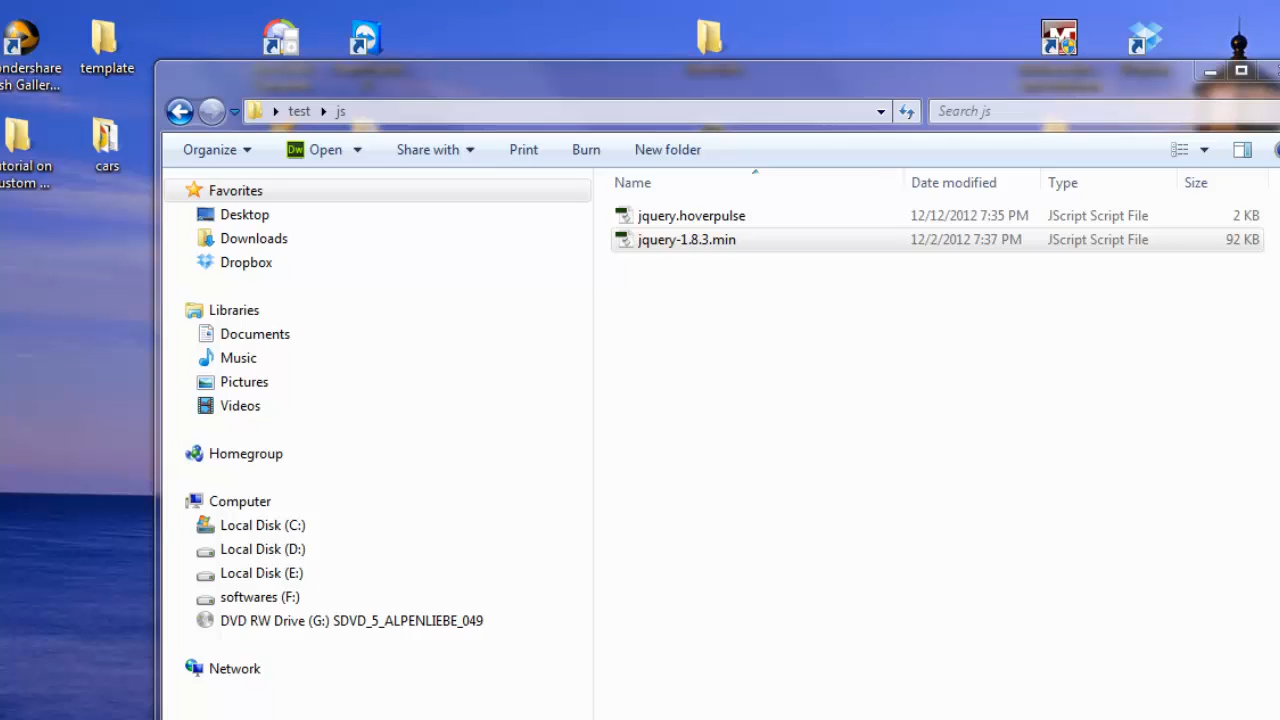 ndershare
sh Galler...
template
utorial on
ustom ...
cars
test
js
Search js
Organize
Dw
Open
Share with
Print
Burn
New folder
Favorites
Desktop
Downloads
Dropbox
Libraries
Documents
Music
Pictures
Videos
Homegroup
Computer
Local Disk (C:)
Local Disk (D:)
Local Disk (E:)
softwares (F:)
DVD RW Drive (G:) SDVD_5_ALPENLIEBE_049
Network
Name Date modified Type Size
jquery.hoverpulse 12/12/2012 7:35 PM JScript Script File 2 KB
jquery-1.8.3.min 12/2/2012 7:37 PM JScript Script File 92 KB